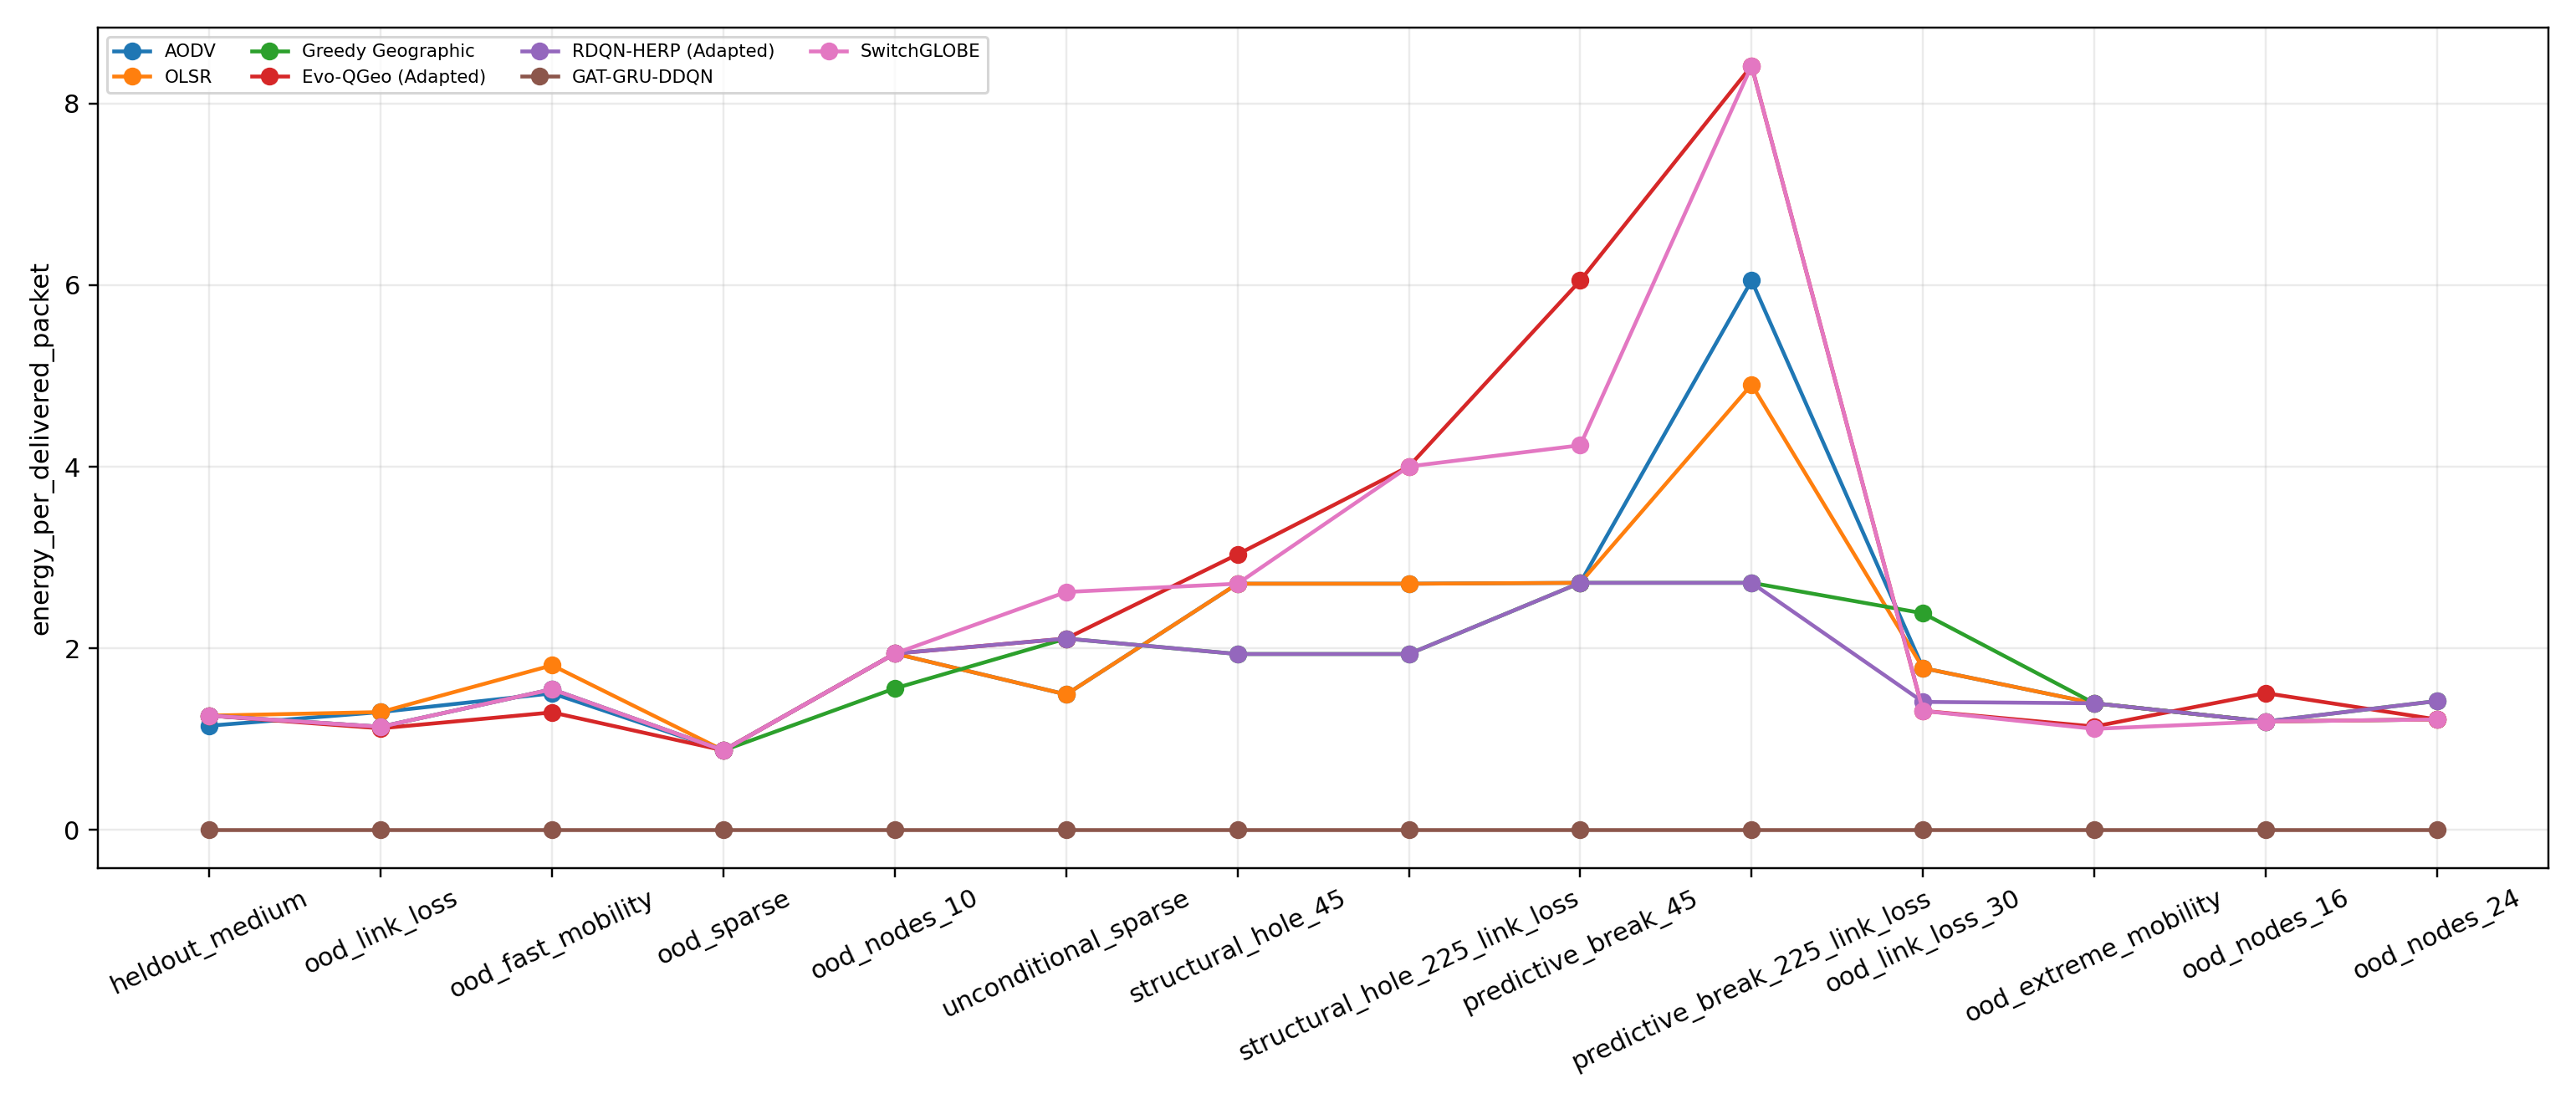 AODV
OLSR
Greedy Geographic
Evo-QGeo (Adapted)
RDQN-HERP (Adapted)
GAT-GRU-DDQN
SwitchGLOBE
energy_per_delivered_packet
8
6
4
2
0
heldout_medium
ood_link_loss
ood_fast_mobility
ood_sparse
ood_nodes_10
unconditional_sparse
structural_hole_45
structural_hole_225_link_loss
predictive_break_45
predictive_break_225_link_loss
ood_link_loss_30
ood_extreme_mobility
ood_nodes_16
ood_nodes_24